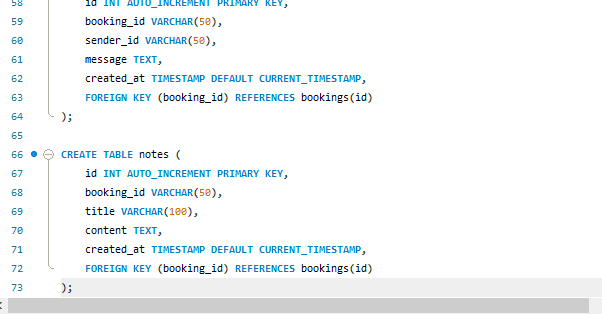 58 id INT AUTO_INCREMENT PRIMARY KEY,
59 booking_id VARCHAR(50),
60 sender_id VARCHAR(50),
61 message TEXT,
62 created_at TIMESTAMP DEFAULT CURRENT_TIMESTAMP,
63 FOREIGN KEY (booking_id) REFERENCES bookings(id)
64 );
65
66 CREATE TABLE notes (
67 id INT AUTO_INCREMENT PRIMARY KEY,
68 booking_id VARCHAR(50),
69 title VARCHAR(100),
70 content TEXT,
71 created_at TIMESTAMP DEFAULT CURRENT_TIMESTAMP,
72 FOREIGN KEY (booking_id) REFERENCES bookings(id)
73 );